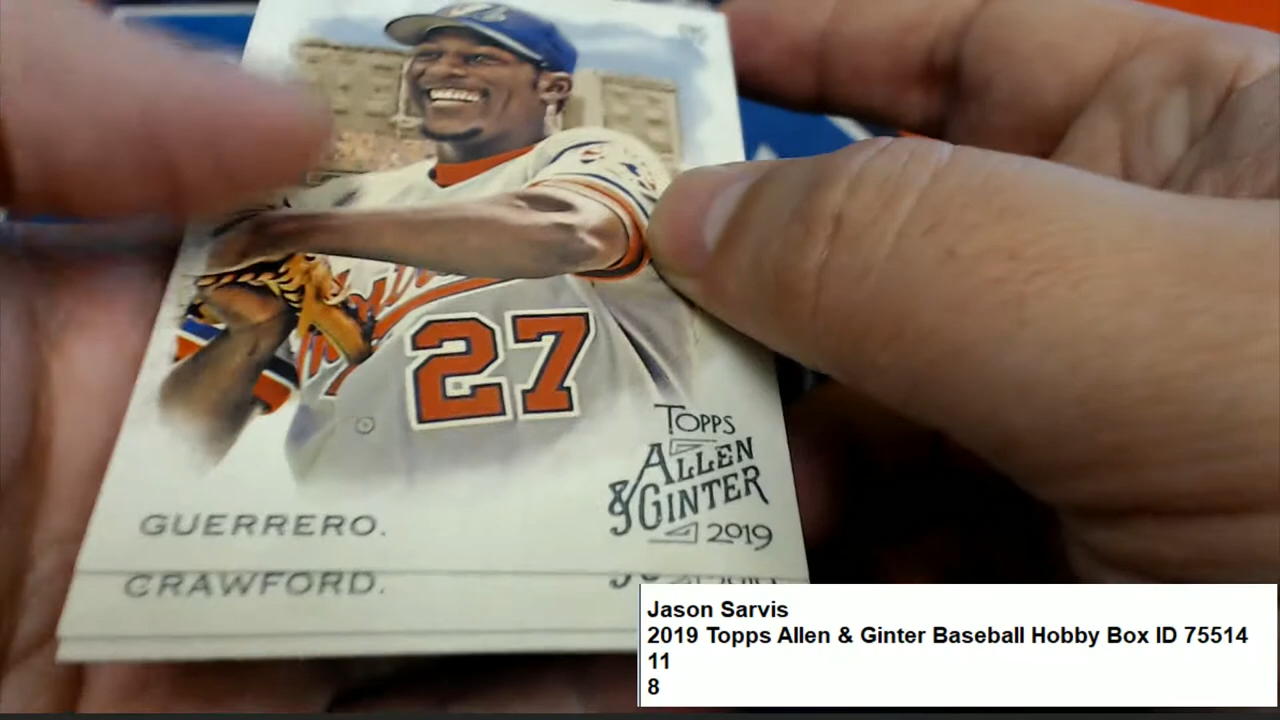 27
TOPPS
ALLEN
& GINTER
2019
GUERRERO.
CRAWFORD.
Jason Sarvis
2019 Topps Allen & Ginter Baseball Hobby Box ID 75514
11
8